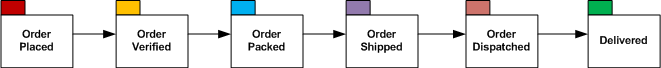 Order
Placed
Order
Verified
Order
Packed
Order
Shipped
Order
Dispatched
Delivered